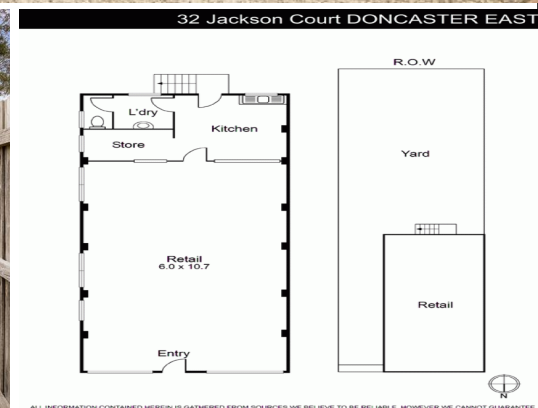 32 Jackson Court DONCASTER EAST
R.O.W
L'dry
Kitchen
Store
Yard
Retail
6.0 x 10.7
Retail
Entry
N
ALL INFORMATION CONTAINED HEREIN IS GATHERED FROM SOURCES WE BELIEVE TO BE RELIABLE. HOWEVER WE CANNOT GUARANTEE